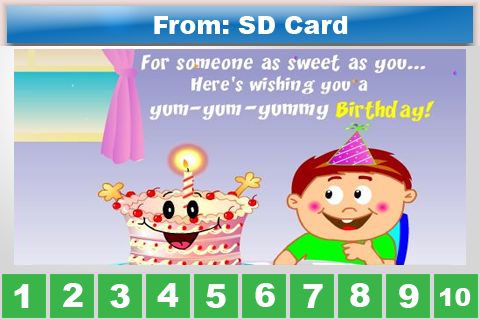 From: SD Card
For someone as sweet as you...
Here's wishing you a
yum-yum-yummy Birthday!
1 2 3 4 5 6 7 8 9 10